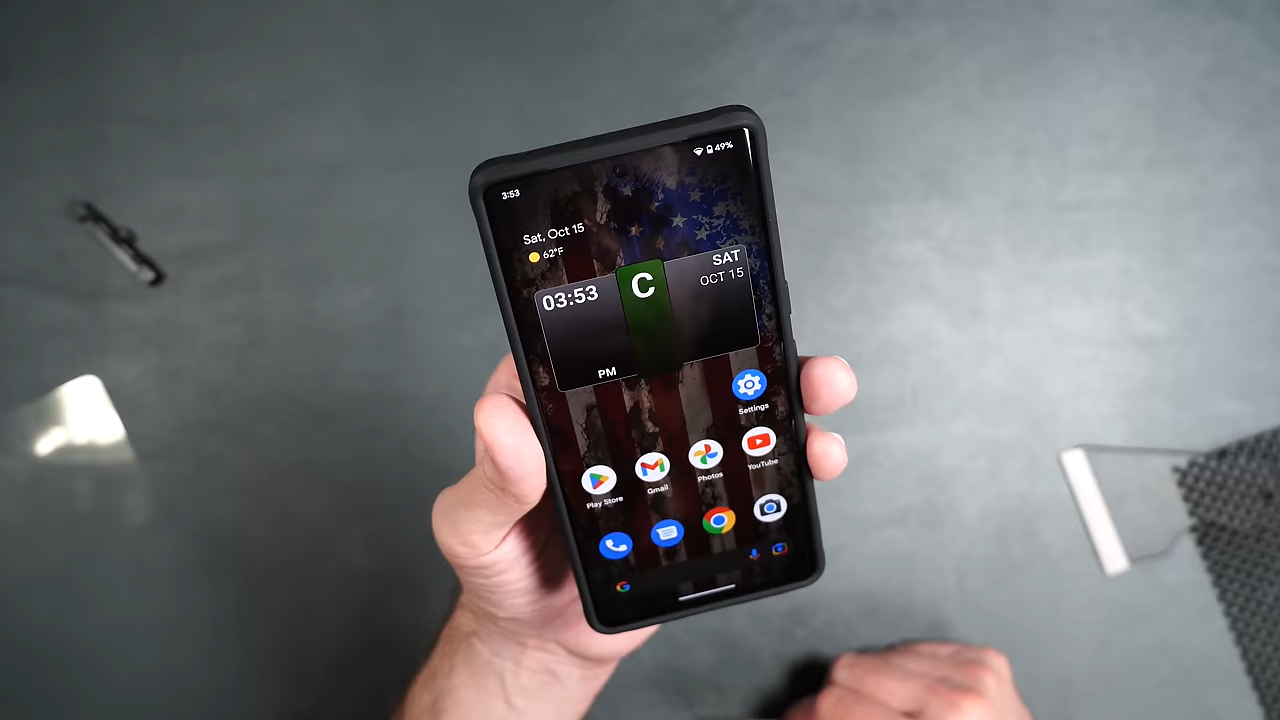 3:53
49%
Sat, Oct 15
62°F
03:53
C
SAT
OCT 15
PM
Settings
Play Store
Gmail
Photos
YouTube